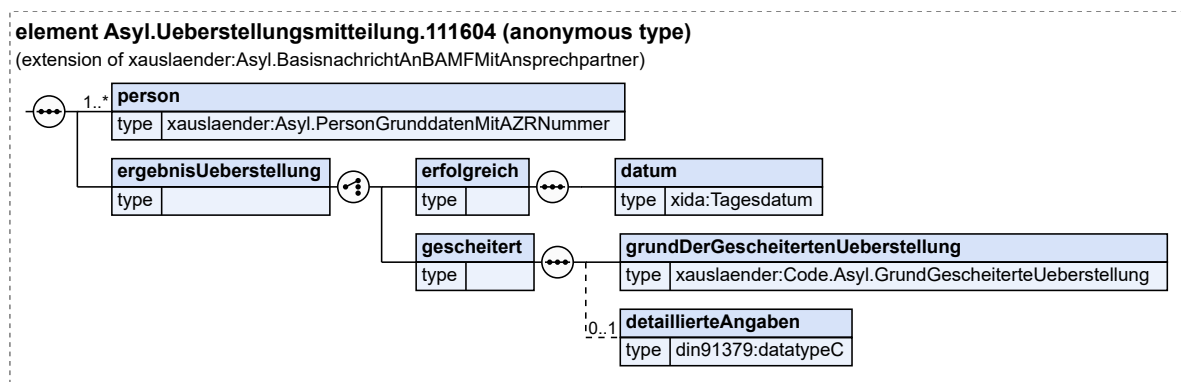 element Asyl.Ueberstellungsmitteilung.111604 (anonymous type)
(extension of xauslaender:Asyl.BasisnachrichtAnBAMFMitAnsprechpartner)
1..*
person
type xauslaender:Asyl.PersonGrunddatenMitAZRNummer
ergebnisUeberstellung
type
erfolgreich
type
datum
type xida:Tagesdatum
gescheitert
type
grundDerGescheitertenUeberstellung
type xauslaender:Code.Asyl.GrundGescheiterteUeberstellung
0..1
detaillierteAngaben
type din91379:datatypeC